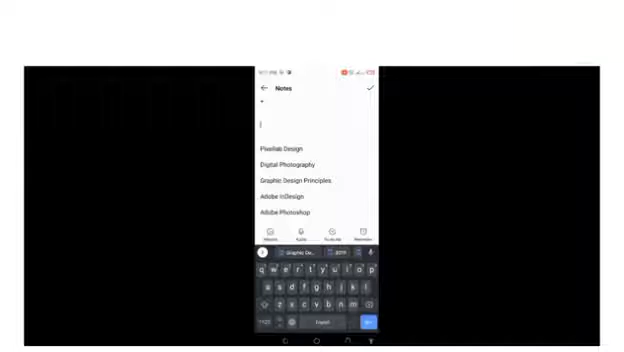 Notes
Pixellab Design
Digital Photography
Graphic Design Principles
Adobe InDesign
Adobe Photoshop
Graphic De...
q w e r t y u i o p
a s d f g h j k l
z x c v b n m
English